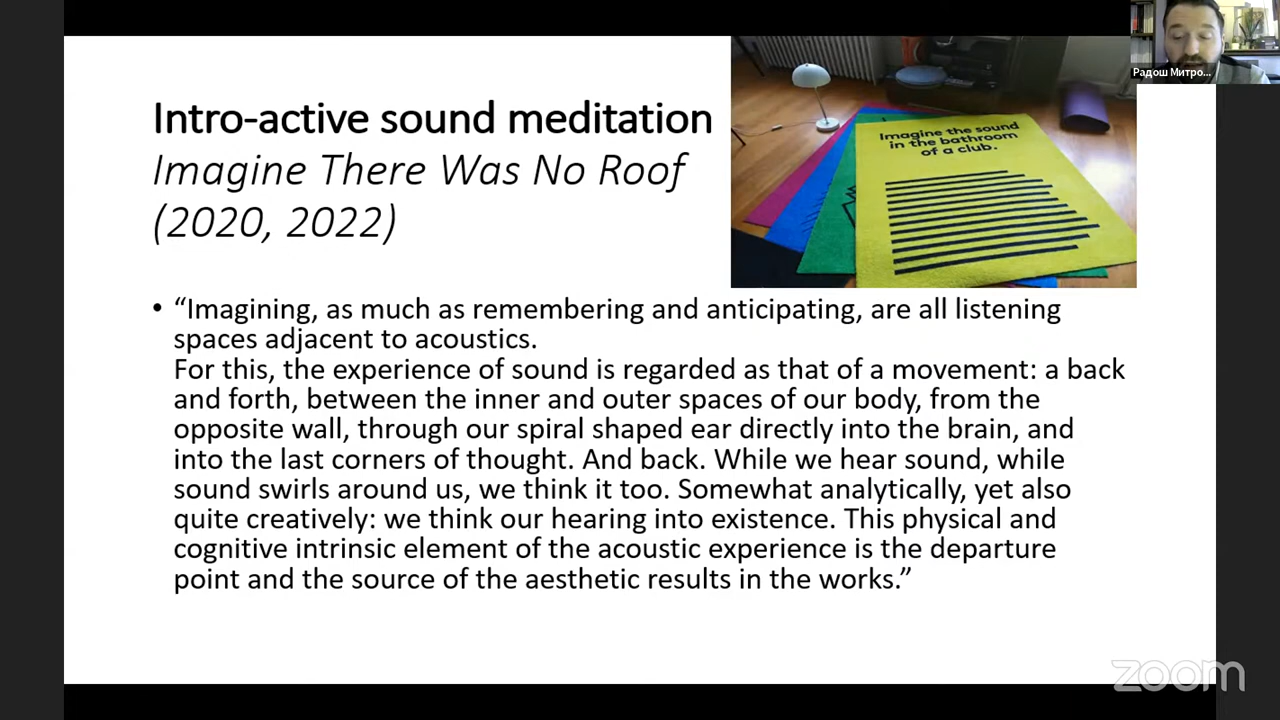 Intro-active sound meditation
Imagine There Was No Roof
(2020, 2022)
Imagine the sound
in the bathroom
of a club.
Радош Митро...
• “Imagining, as much as remembering and anticipating, are all listening
spaces adjacent to acoustics.
For this, the experience of sound is regarded as that of a movement: a back
and forth, between the inner and outer spaces of our body, from the
opposite wall, through our spiral shaped ear directly into the brain, and
into the last corners of thought. And back. While we hear sound, while
sound swirls around us, we think it too. Somewhat analytically, yet also
quite creatively: we think our hearing into existence. This physical and
cognitive intrinsic element of the acoustic experience is the departure
point and the source of the aesthetic results in the works.”
zoom